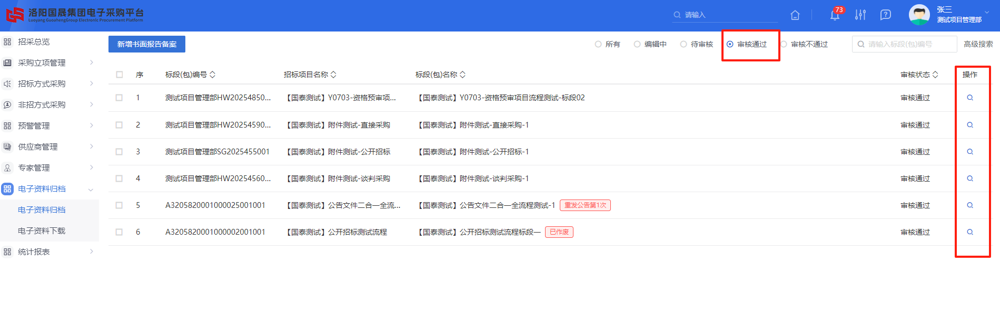 洛阳国晟集团电子采购平台
Luoyang GuoshengGroup Electronic Procurement Platform
请输入
73
张三
测试项目管理部
招采总览
采购立项管理
招标方式采购
非招方式采购
预警管理
供应商管理
专家管理
电子资料归档
电子资料归档
电子资料下载
统计报表
新增书面报告备案
所有 编辑中 待审核 审核通过 审核不通过
请输入标段(包)编号
高级搜索
序 标段(包)编号 招标项目名称 标段(包)名称 审核状态 操作
1 测试项目管理部HW20254850... 【国泰测试】Y0703-资格预审项... 【国泰测试】Y0703-资格预审项目流程测试-标段02 审核通过
2 测试项目管理部HW20254590... 【国泰测试】附件测试-直接采购 【国泰测试】附件测试-直接采购-1 审核通过
3 测试项目管理部SG2025455001 【国泰测试】附件测试-公开招标 【国泰测试】附件测试-公开招标-1 审核通过
4 测试项目管理部HW20254560... 【国泰测试】附件测试-谈判采购 【国泰测试】附件测试-谈判采购-1 审核通过
5 A3205820001000025001001 【国泰测试】公告文件二合一全流... 【国泰测试】公告文件二合一全流程测试-1 重发公告第1次 审核通过
6 A3205820001000002001001 【国泰测试】公开招标测试流程 【国泰测试】公开招标测试流程标段一 已作废 审核通过